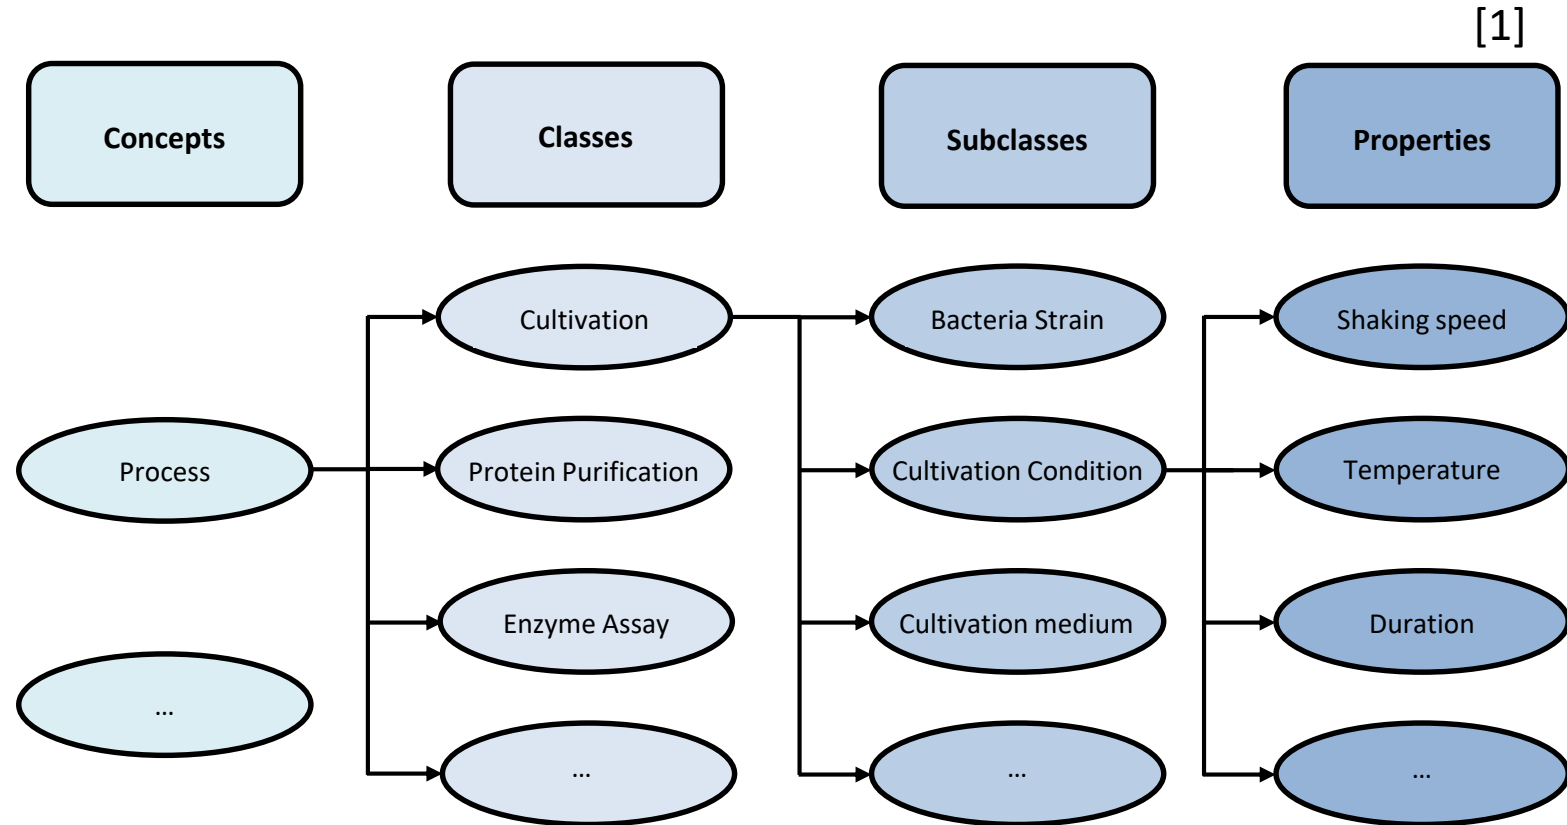 [1]
Concepts
Classes
Subclasses
Properties
Cultivation
Bacteria Strain
Shaking speed
Process
Protein Purification
Cultivation Condition
Temperature
Enzyme Assay
Cultivation medium
Duration
...
...
...
...